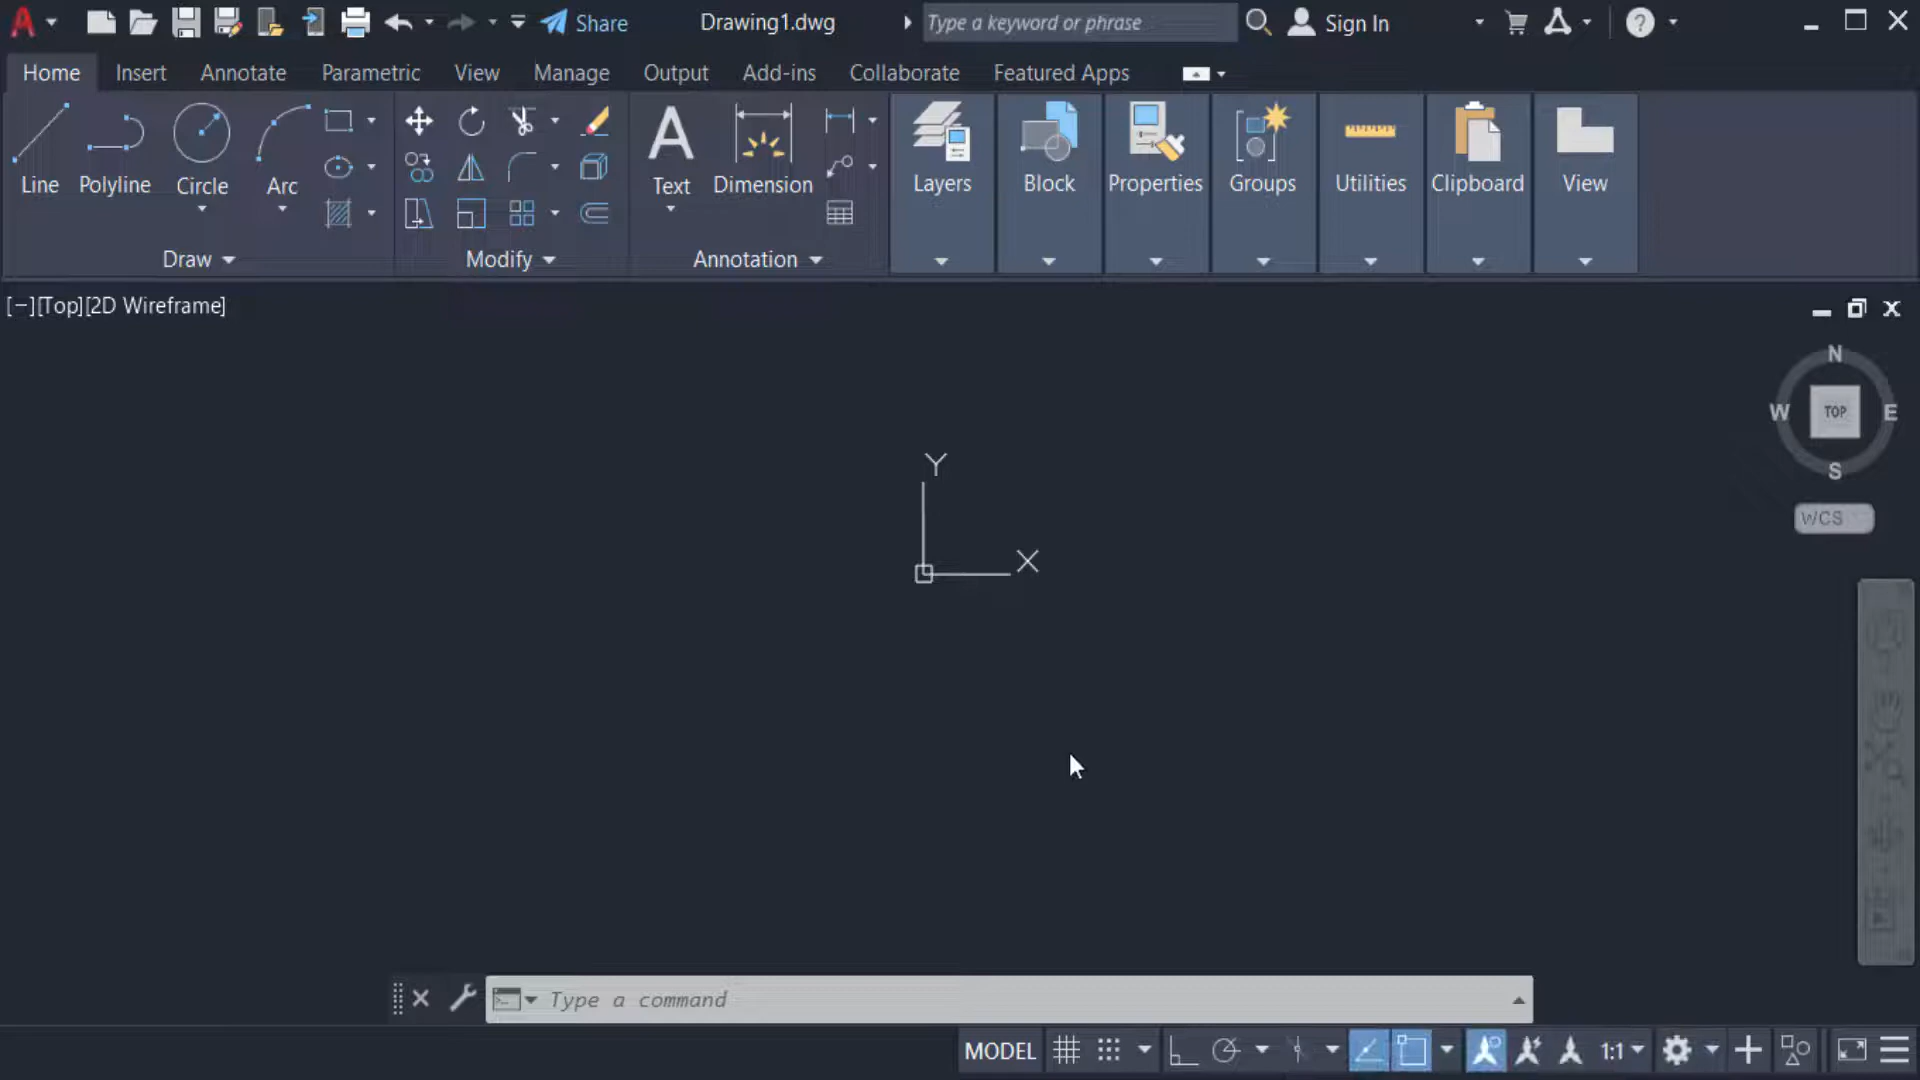 Share Drawing1.dwg Type a keyword or phrase Sign In
Home Insert Annotate Parametric View Manage Output Add-ins Collaborate Featured Apps
Line Polyline Circle Arc Text Dimension Layers Block Properties Groups Utilities Clipboard View
Draw Modify Annotation
[−][Top][2D Wireframe]
N
W TOP E
S
WCS
Y
X
Type a command
MODEL 1:1